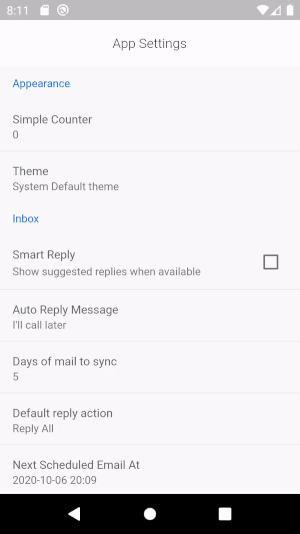 8:11
App Settings
Appearance
Simple Counter
0
Theme
System Default theme
Inbox
Smart Reply
Show suggested replies when available
Auto Reply Message
I'll call later
Days of mail to sync
5
Default reply action
Reply All
Next Scheduled Email At
2020-10-06 20:09